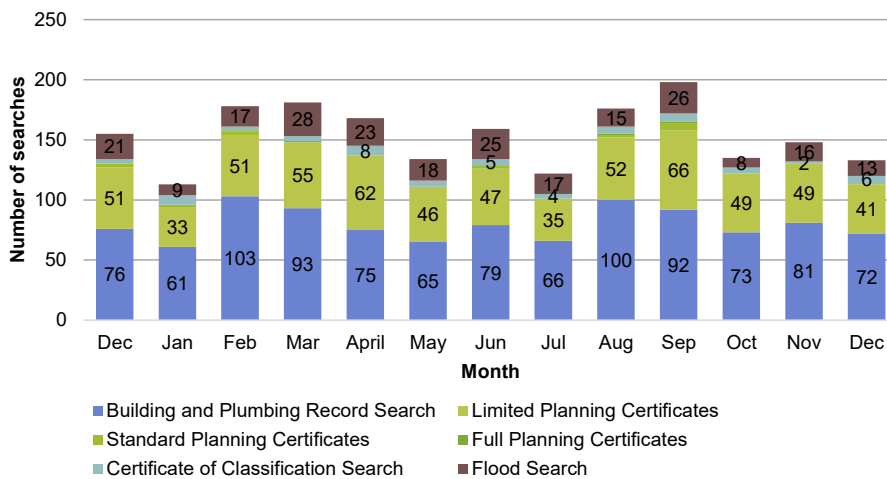 250
200
150
100
50
0
Number of searches
21 9 17 28 23 18 25 17 15 26 8 16 13
8 5 4 2 6
51 33 51 55 62 46 47 35 52 66 49 49 41
76 61 103 93 75 65 79 66 100 92 73 81 72
Dec Jan Feb Mar April May Jun Jul Aug Sep Oct Nov Dec
Month
Building and Plumbing Record Search Limited Planning Certificates
Standard Planning Certificates Full Planning Certificates
Certificate of Classification Search Flood Search